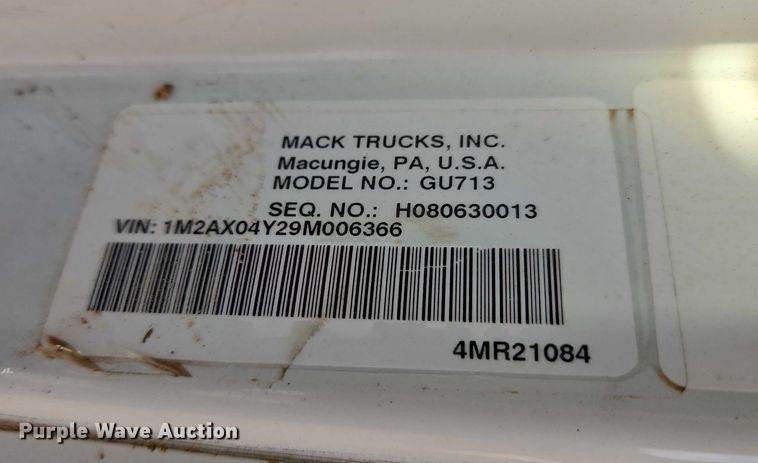 MACK TRUCKS, INC.
Macungie, PA, U.S.A.
MODEL NO.: GU713
SEQ. NO.: H080630013
VIN: 1M2AX04Y29M006366
4MR21084
Purple Wave Auction